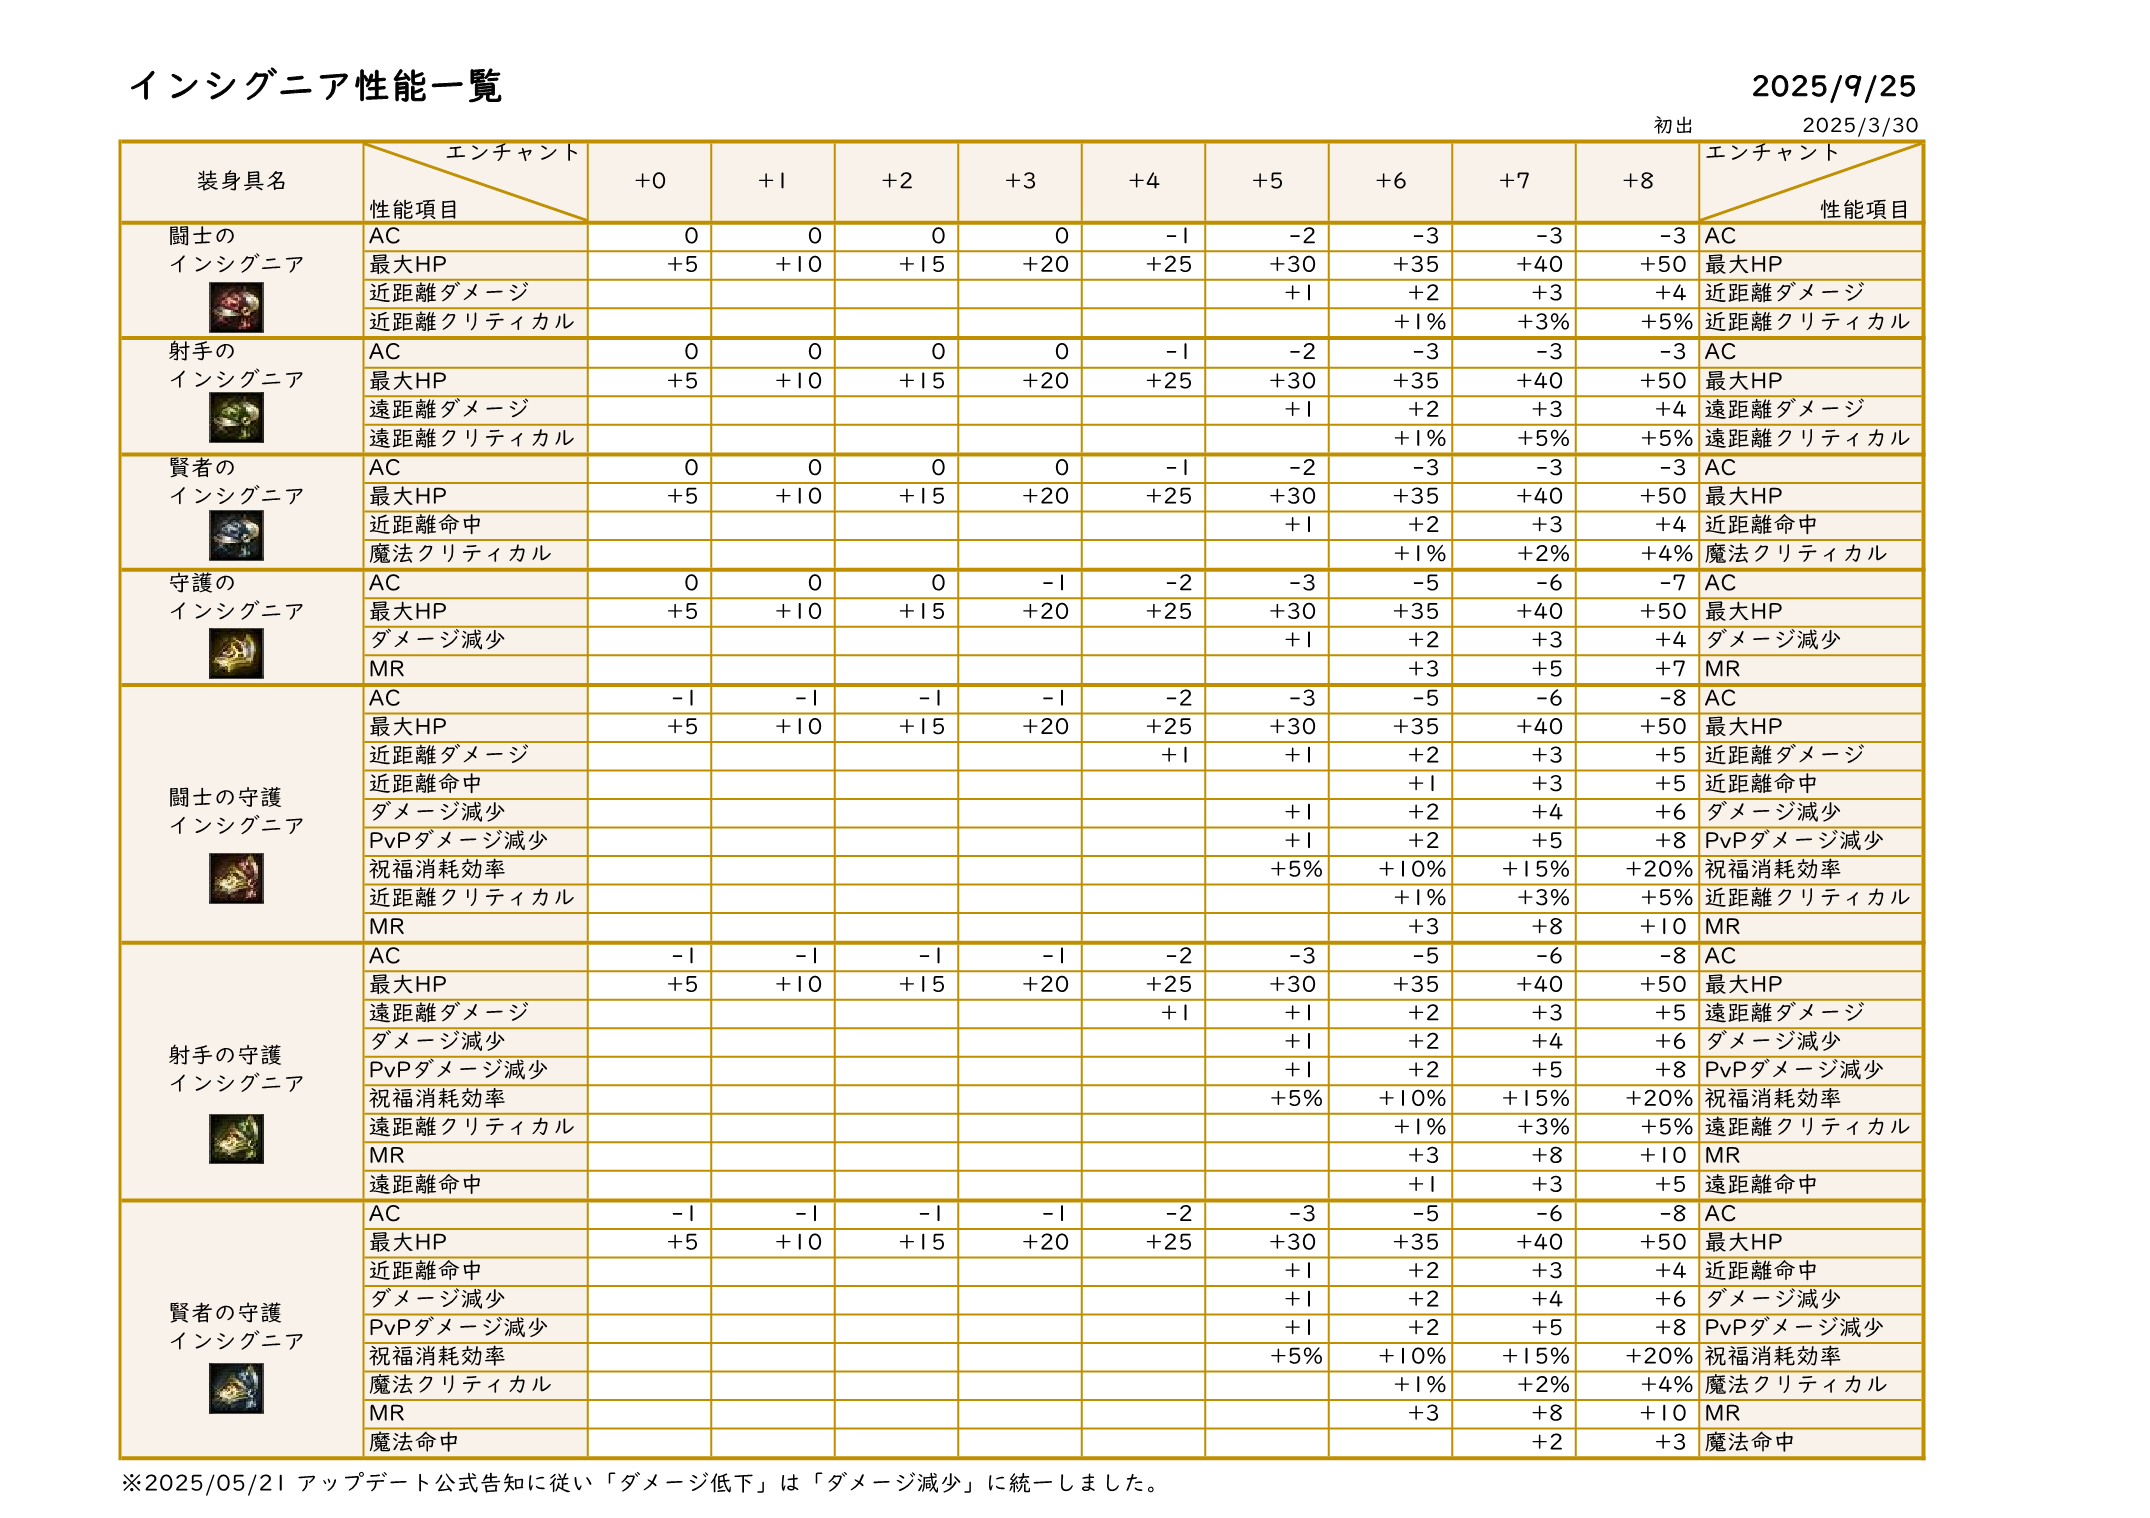 インシグニア性能一覧 2025/9/25
初出 2025/3/30
装身具名 エンチャント 性能項目 +0 +1 +2 +3 +4 +5 +6 +7 +8 エンチャント 性能項目
闘士の
インシグニア
AC 0 0 0 0 -1 -2 -3 -3 -3 AC
最大HP +5 +10 +15 +20 +25 +30 +35 +40 +50 最大HP
近距離ダメージ +1 +2 +3 +4 近距離ダメージ
近距離クリティカル +1% +3% +5% 近距離クリティカル
射手の
インシグニア
AC 0 0 0 0 -1 -2 -3 -3 -3 AC
最大HP +5 +10 +15 +20 +25 +30 +35 +40 +50 最大HP
遠距離ダメージ +1 +2 +3 +4 遠距離ダメージ
遠距離クリティカル +1% +5% +5% 遠距離クリティカル
賢者の
インシグニア
AC 0 0 0 0 -1 -2 -3 -3 -3 AC
最大HP +5 +10 +15 +20 +25 +30 +35 +40 +50 最大HP
近距離命中 +1 +2 +3 +4 近距離命中
魔法クリティカル +1% +2% +4% 魔法クリティカル
守護の
インシグニア
AC 0 0 0 -1 -2 -3 -5 -6 -7 AC
最大HP +5 +10 +15 +20 +25 +30 +35 +40 +50 最大HP
ダメージ減少 +1 +2 +3 +4 ダメージ減少
MR +3 +5 +7 MR
闘士の守護
インシグニア
AC -1 -1 -1 -1 -2 -3 -5 -6 -8 AC
最大HP +5 +10 +15 +20 +25 +30 +35 +40 +50 最大HP
近距離ダメージ +1 +1 +2 +3 +5 近距離ダメージ
近距離命中 +1 +3 +5 近距離命中
ダメージ減少 +1 +2 +4 +6 ダメージ減少
PvPダメージ減少 +1 +2 +5 +8 PvPダメージ減少
祝福消耗効率 +5% +10% +15% +20% 祝福消耗効率
近距離クリティカル +1% +3% +5% 近距離クリティカル
MR +3 +8 +10 MR
射手の守護
インシグニア
AC -1 -1 -1 -1 -2 -3 -5 -6 -8 AC
最大HP +5 +10 +15 +20 +25 +30 +35 +40 +50 最大HP
遠距離ダメージ +1 +1 +2 +3 +5 遠距離ダメージ
ダメージ減少 +1 +2 +4 +6 ダメージ減少
PvPダメージ減少 +1 +2 +5 +8 PvPダメージ減少
祝福消耗効率 +5% +10% +15% +20% 祝福消耗効率
遠距離クリティカル +1% +3% +5% 遠距離クリティカル
MR +3 +8 +10 MR
遠距離命中 +1 +3 +5 遠距離命中
賢者の守護
インシグニア
AC -1 -1 -1 -1 -2 -3 -5 -6 -8 AC
最大HP +5 +10 +15 +20 +25 +30 +35 +40 +50 最大HP
近距離命中 +1 +2 +3 +4 近距離命中
ダメージ減少 +1 +2 +4 +6 ダメージ減少
PvPダメージ減少 +1 +2 +5 +8 PvPダメージ減少
祝福消耗効率 +5% +10% +15% +20% 祝福消耗効率
魔法クリティカル +1% +2% +4% 魔法クリティカル
MR +3 +8 +10 MR
魔法命中 +2 +3 魔法命中
※2025/05/21 アップデート公式告知に従い「ダメージ低下」は「ダメージ減少」に統一しました。